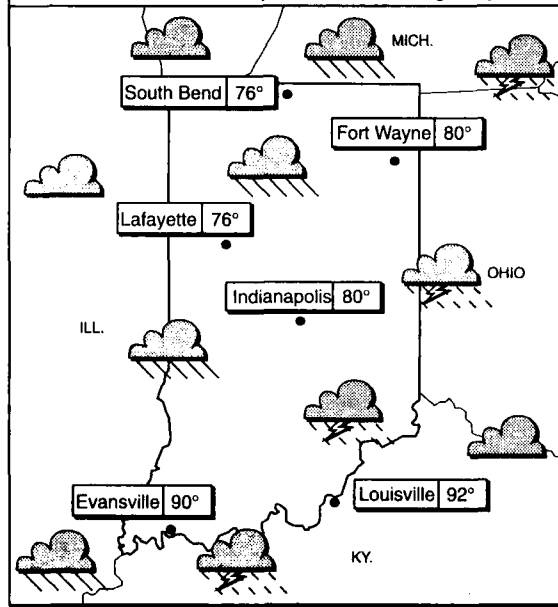 MICH.
South Bend 76°
Fort Wayne 80°
Lafayette 76°
OHIO
Indianapolis 80°
ILL.
Evansville 90°
Louisville 92°
KY.